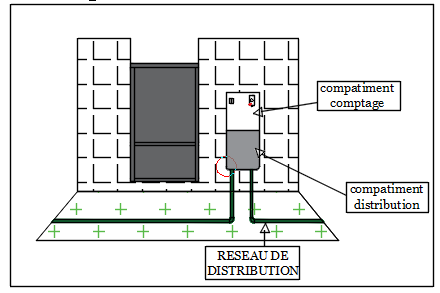 compatiment
comptage
compatiment
distribution
RESEAU DE
DISTRIBUTION